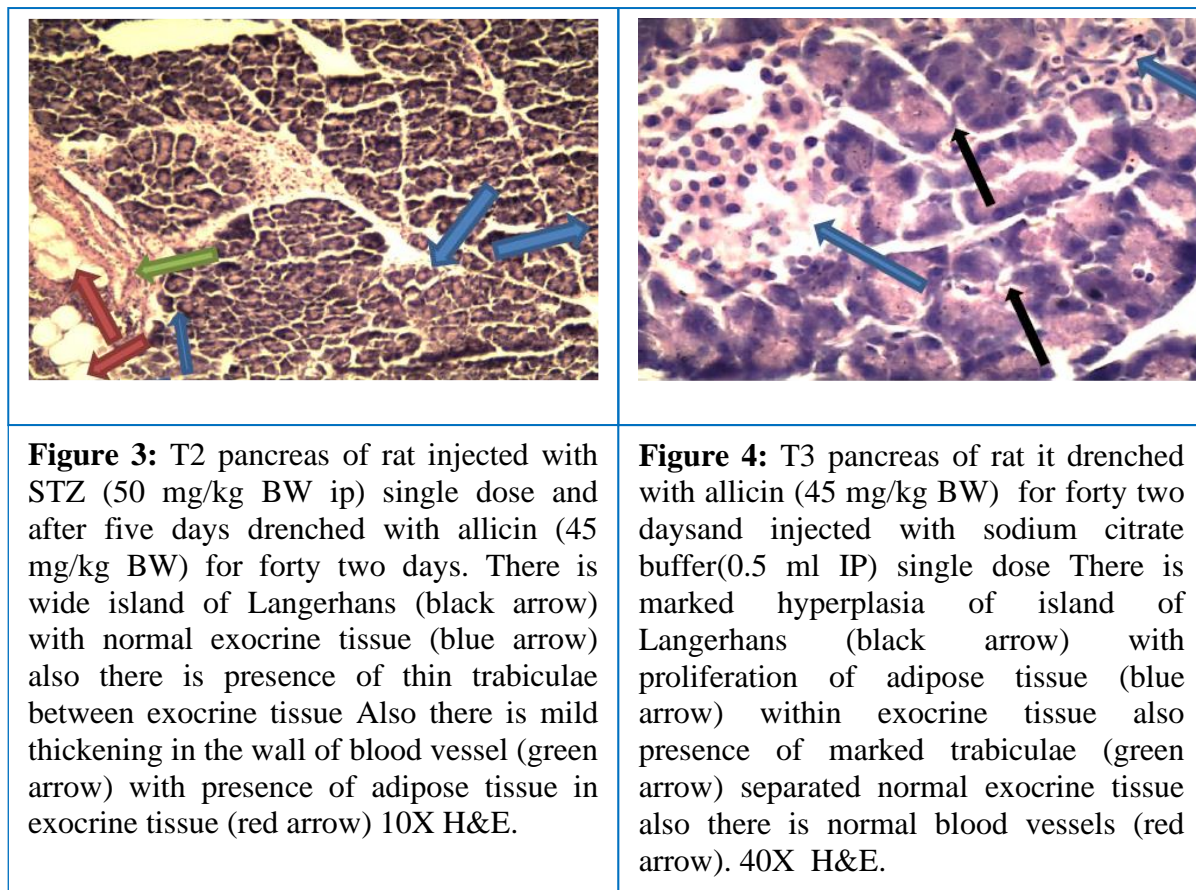 Figure 3: T2 pancreas of rat injected with
STZ (50 mg/kg BW ip) single dose and
after five days drenched with allicin (45
mg/kg BW) for forty two days. There is
wide island of Langerhans (black arrow)
with normal exocrine tissue (blue arrow)
also there is presence of thin trabiculae
between exocrine tissue Also there is mild
thickening in the wall of blood vessel (green
arrow) with presence of adipose tissue in
exocrine tissue (red arrow) 10X H&E.
Figure 4: T3 pancreas of rat it drenched
with allicin (45 mg/kg BW) for forty two
daysand injected with sodium citrate
buffer(0.5 ml IP) single dose There is
marked hyperplasia of island of
Langerhans (black arrow) with
proliferation of adipose tissue (blue
arrow) within exocrine tissue also
presence of marked trabiculae (green
arrow) separated normal exocrine tissue
also there is normal blood vessels (red
arrow). 40X H&E.